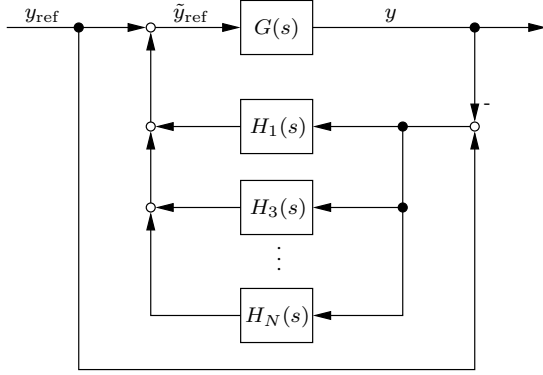 y_ref ỹ_ref G(s) y
-
H_1(s)
H_3(s)
⋮
H_N(s)